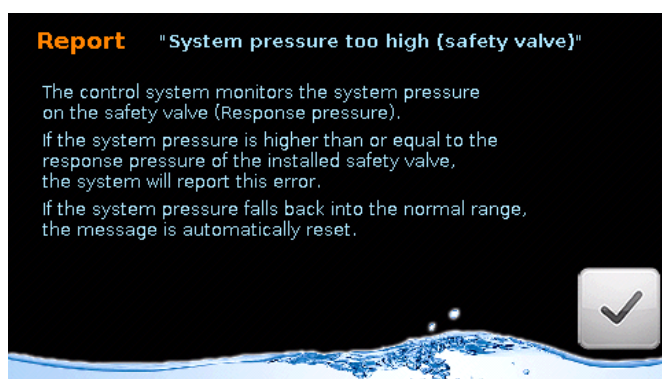 Report "System pressure too high (safety valve)"
The control system monitors the system pressure
on the safety valve (Response pressure).
If the system pressure is higher than or equal to the
response pressure of the installed safety valve,
the system will report this error.
If the system pressure falls back into the normal range,
the message is automatically reset.